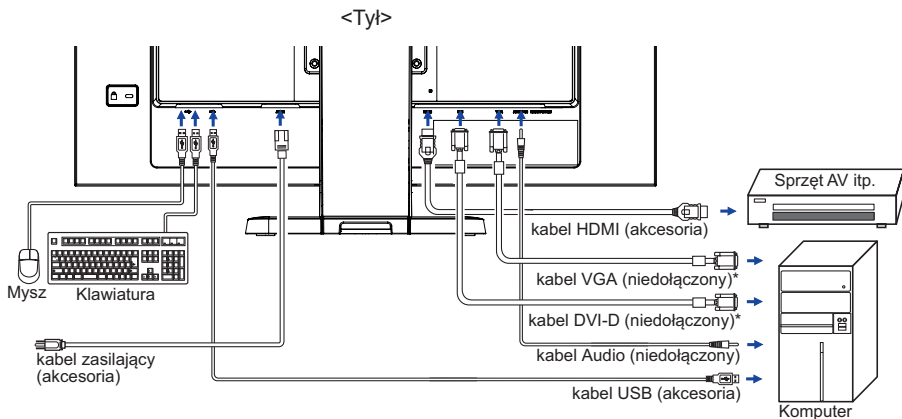 <Tył>
Sprzęt AV itp.
kabel HDMI (akcesoria)
kabel VGA (niedołączony)*
Mysz
Klawiatura
kabel DVI-D (niedołączony)*
kabel zasilający
(akcesoria)
kabel Audio (niedołączony)
kabel USB (akcesoria)
Komputer